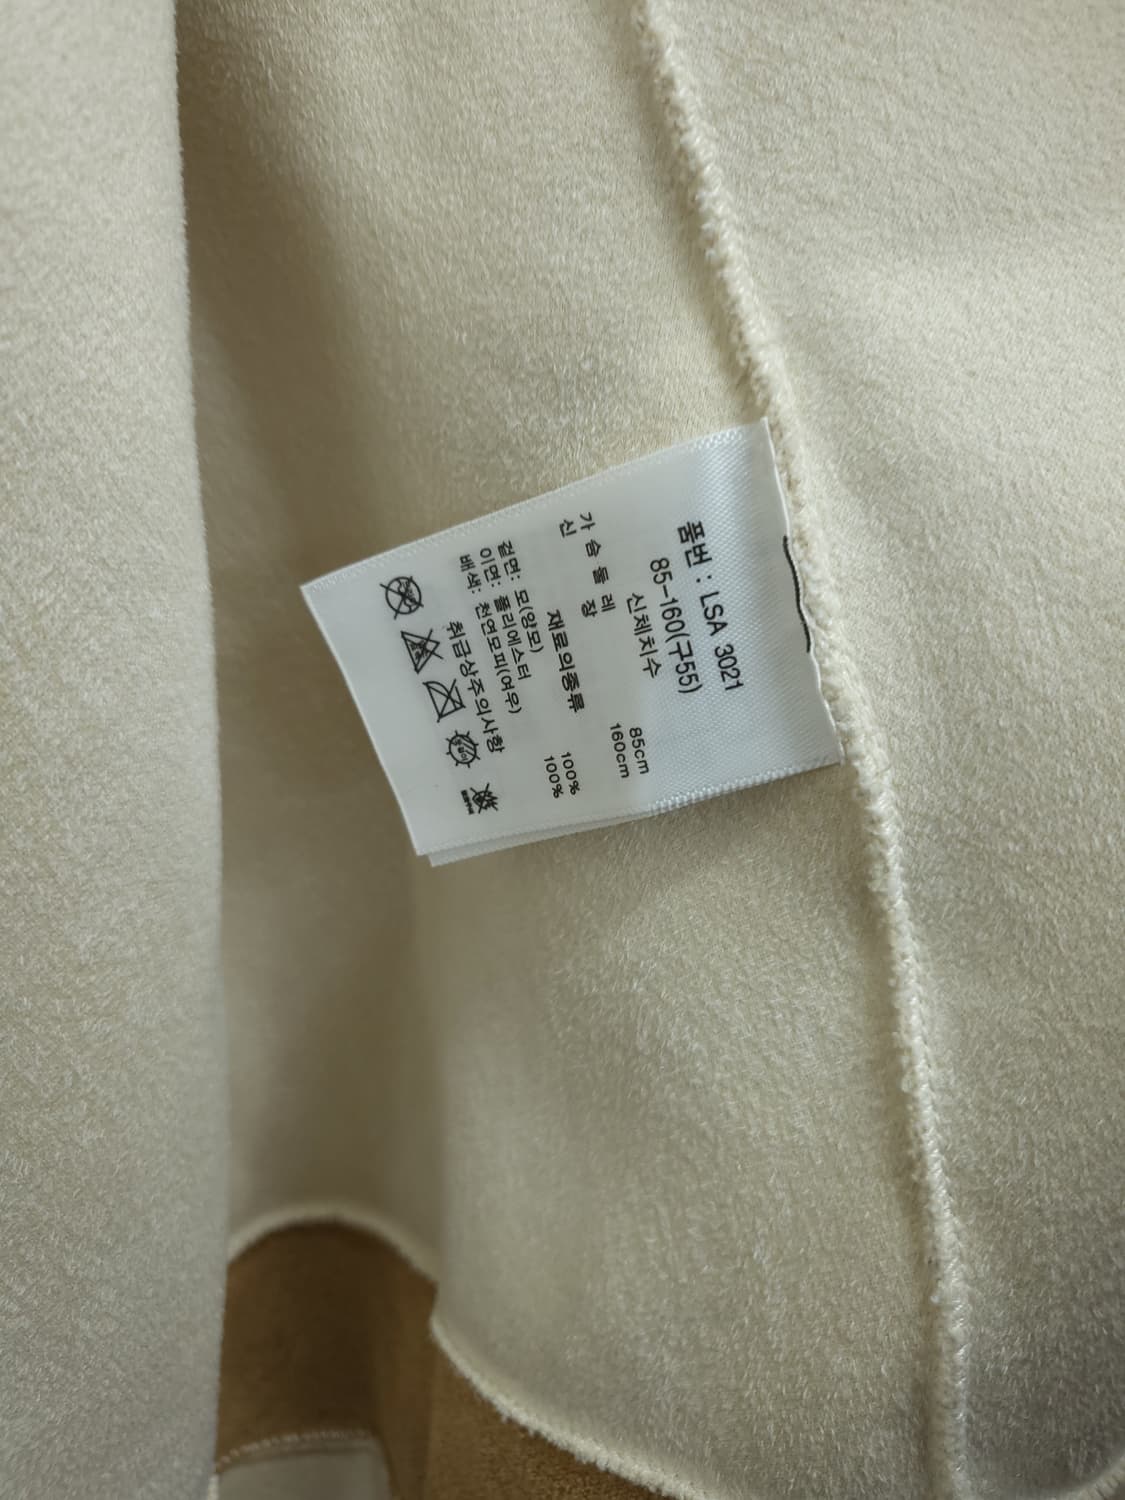 품번 : LSA 3021
85-160(구55)
신체치수
가 슴 둘 레 85cm
신 장 160cm
재료의종류
겉면: 모(양모) 100%
이면: 폴리에스터 100%
배색: 천연모피(여우)
취급상주의사항